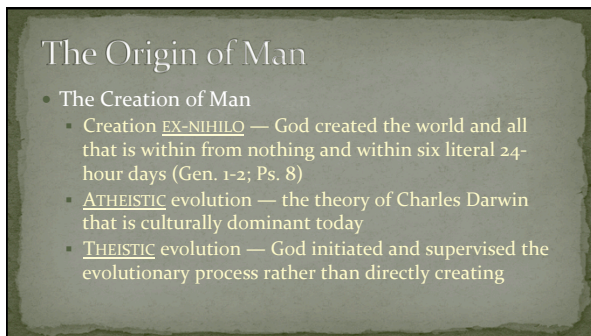 The Origin of Man
• The Creation of Man
▪ Creation EX-NIHILO — God created the world and all
that is within from nothing and within six literal 24-
hour days (Gen. 1-2; Ps. 8)
▪ ATHEISTIC evolution — the theory of Charles Darwin
that is culturally dominant today
▪ THEISTIC evolution — God initiated and supervised the
evolutionary process rather than directly creating